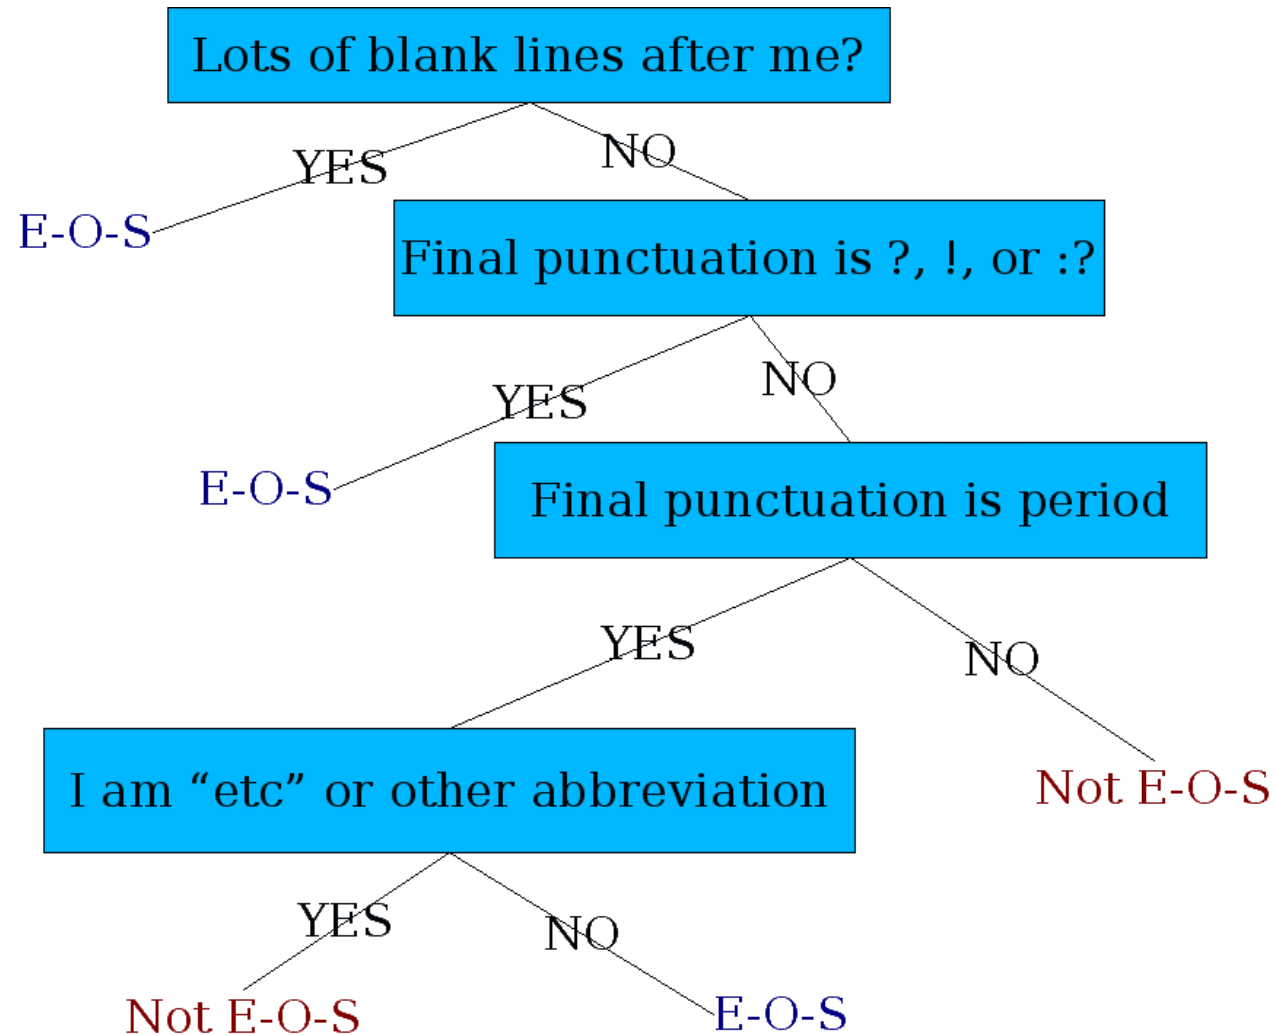 Lots of blank lines after me?
YES
NO
E-O-S
Final punctuation is ?, !, or :?
YES
NO
E-O-S
Final punctuation is period
YES
NO
I am “etc” or other abbreviation
Not E-O-S
YES
NO
Not E-O-S
E-O-S